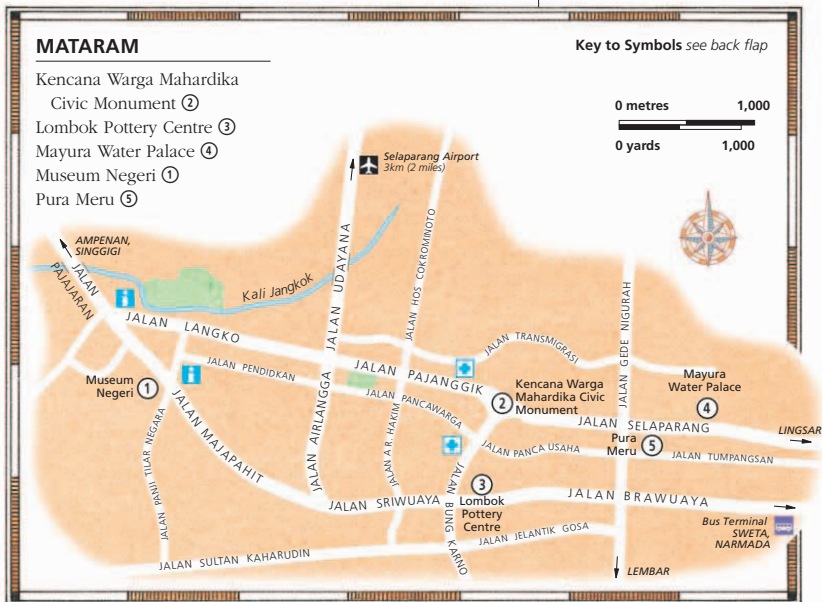 MATARAM
Kencana Warga Mahardika
Civic Monument ②
Lombok Pottery Centre ③
Mayura Water Palace ④
Museum Negeri ①
Pura Meru ⑤
Key to Symbols see back flap
0 metres 1,000
0 yards 1,000
Selaparang Airport
3km (2 miles)
AMPENAN,
SINGGIGI
JALAN
PAJAJARAN
Kali Jangkok
JALAN UDAYANA
JALAN HOS COKROMINOTO
JALAN GEDE NIGURAH
JALAN LANGKO
JALAN TRANSMIGRASI
JALAN PENDIDKAN
JALAN PAJANGGIK
Museum
Negeri
①
JALAN PANCAWARGA
Kencana Warga
Mahardika Civic
Monument
②
Mayura
Water Palace
④
JALAN MAJAPAHIT
JALAN AIRLANGGA
JALAN A R. HAKIM
JALAN PANJI TILAR NEGARA
JALAN SELAPARANG
LINGSAR
Pura
Meru
⑤
JALAN PANCA USAHA
JALAN TUMPANGSAN
③
Lombok
Pottery
Centre
JALAN SRIWUAYA
JALAN BRAWUAYA
JALAN BUNG KARNO
Bus Terminal
SWETA,
NARMADA
JALAN JELANTIK GOSA
JALAN SULTAN KAHARUDIN
LEMBAR